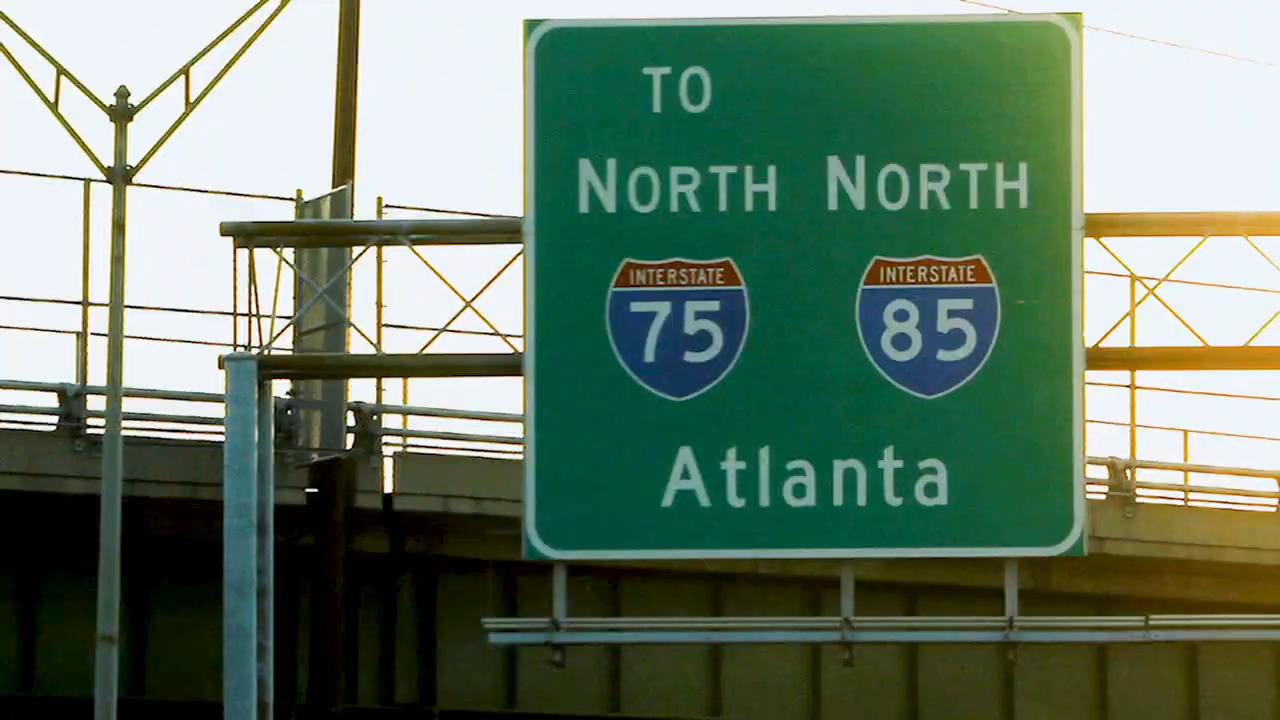 TO
NORTH NORTH
INTERSTATE INTERSTATE
75 85
Atlanta